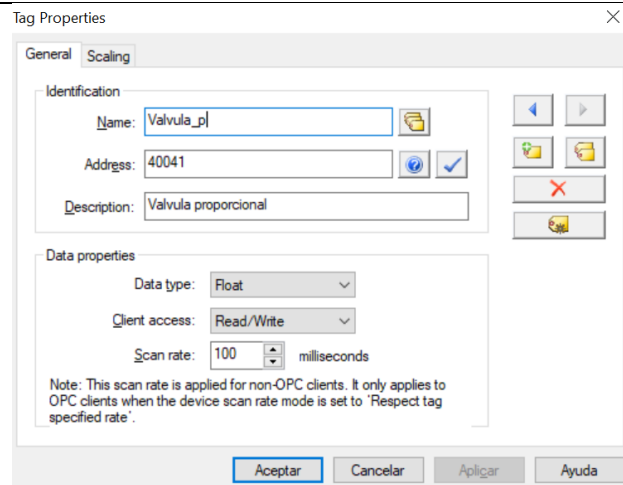 Tag Properties
General Scaling
Identification
Name: Valvula_p
Address: 40041
Description: Valvula proporcional
Data properties
Data type: Float
Client access: Read/Write
Scan rate: 100 milliseconds
Note: This scan rate is applied for non-OPC clients. It only applies to
OPC clients when the device scan rate mode is set to 'Respect tag
specified rate'.
Aceptar Cancelar Aplicar Ayuda